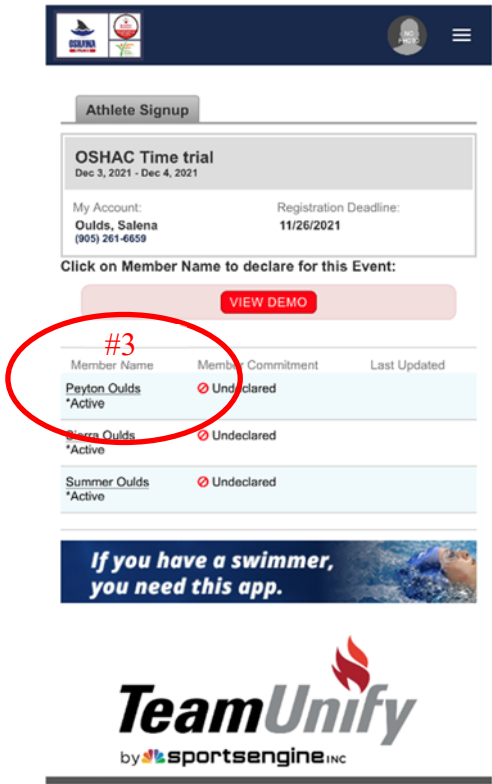 OSHAWA
NO
PHOTO
Athlete Signup
OSHAC Time trial
Dec 3, 2021 - Dec 4, 2021
My Account:
Registration Deadline:
Oulds, Salena
11/26/2021
(905) 261-6659
Click on Member Name to declare for this Event:
VIEW DEMO
#3
Member Name Member Commitment Last Updated
Peyton Oulds Undeclared
*Active
Sierra Oulds Undeclared
*Active
Summer Oulds Undeclared
*Active
If you have a swimmer,
you need this app.
TeamUnify
by sportsengine INC